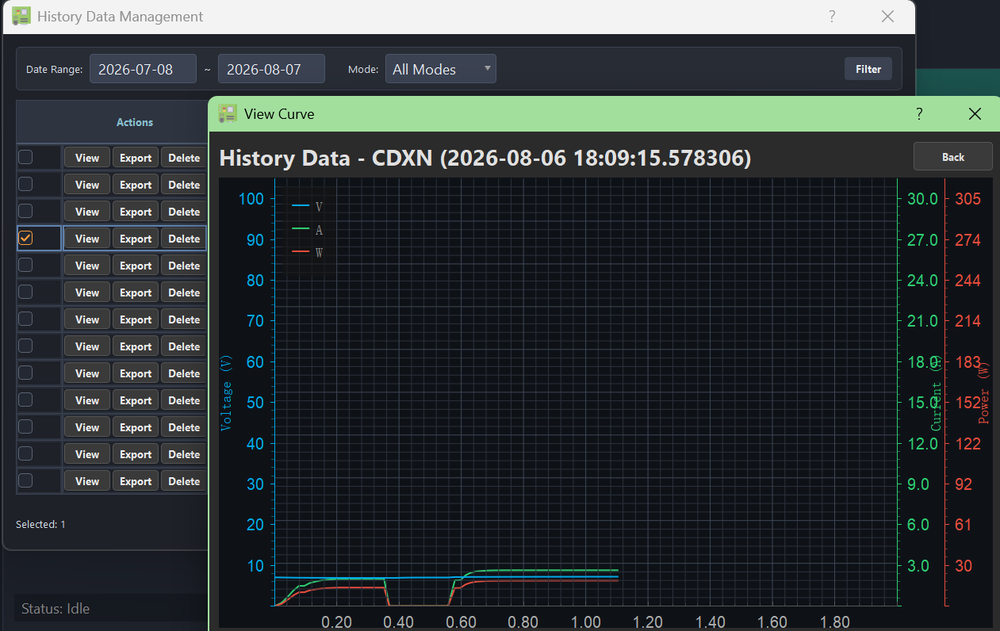 History Data Management ?
Date Range: 2026-07-08 ~ 2026-08-07 Mode: All Modes Filter
Actions
View Export Delete
View Export Delete
View Export Delete
View Export Delete
View Export Delete
View Export Delete
View Export Delete
View Export Delete
View Export Delete
View Export Delete
View Export Delete
View Export Delete
View Export Delete
Selected: 1
Status: Idle
View Curve ?
History Data - CDXN (2026-08-06 18:09:15.578306) Back
V
A
W
Voltage (V)
100
90
80
70
60
50
40
30
20
10
30.0
27.0
24.0
21.0
18.0
15.0
12.0
9.0
6.0
3.0
Current (A)
305
274
244
214
183
152
122
92
61
30
Power (W)
0.20 0.40 0.60 0.80 1.00 1.20 1.40 1.60 1.80